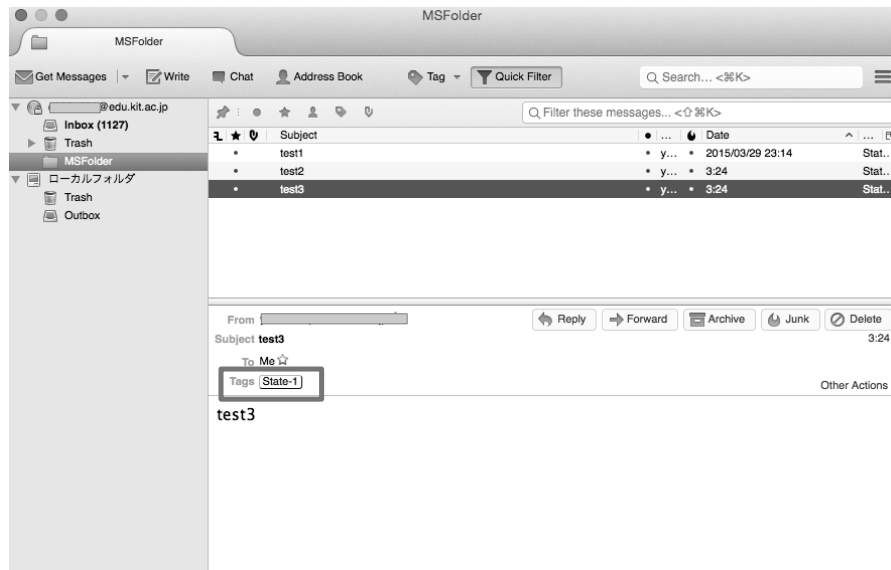 MSFolder
MSFolder
Get Messages Write Chat Address Book Tag Quick Filter Search... <⌘K>
@edu.kit.ac.jp
Inbox (1127)
Trash
MSFolder
ローカルフォルダ
Trash
Outbox
Filter these messages... <⇧⌘K>
Subject ... Date ...
test1 y... 2015/03/29 23:14 Stat...
test2 y... 3:24 Stat...
test3 y... 3:24 Stat...
From Reply Forward Archive Junk Delete
Subject test3 3:24
To Me
Tags State-1
Other Actions
test3